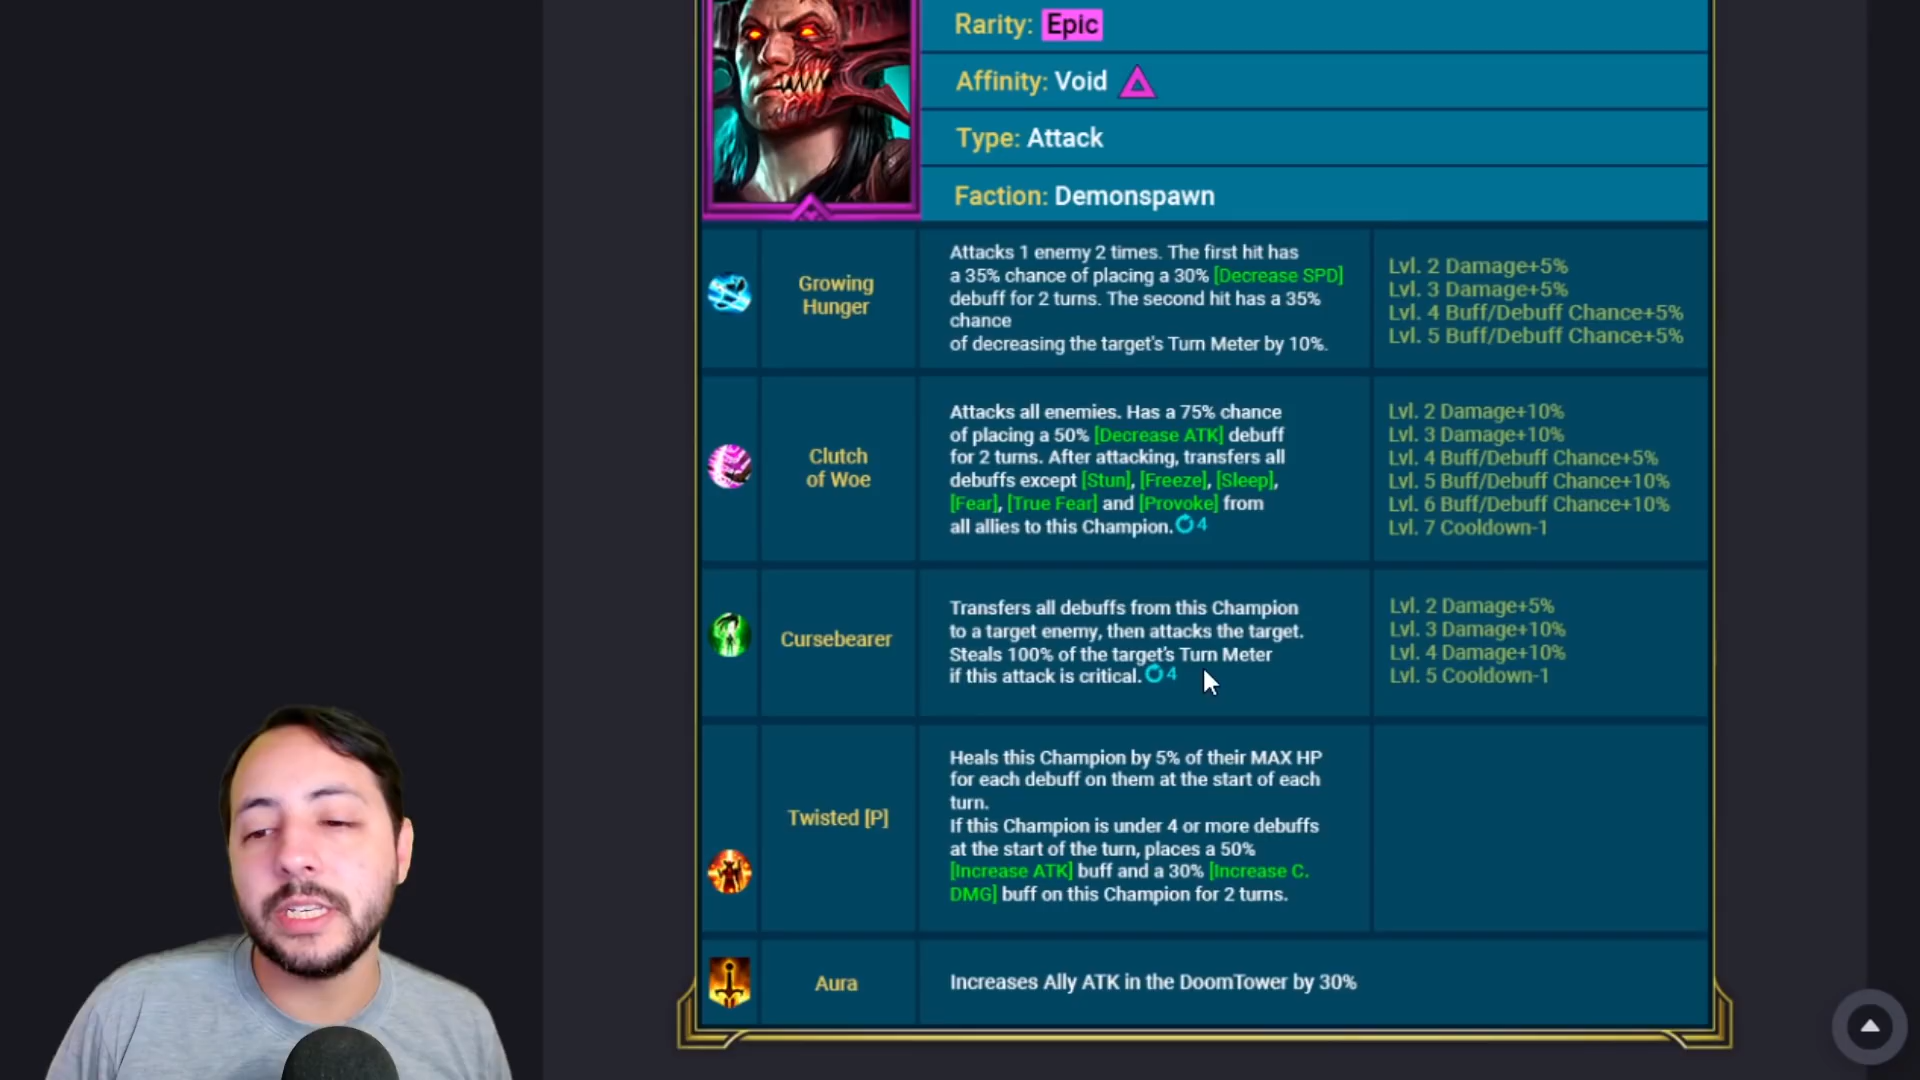 Rarity: Epic
Affinity: Void
Type: Attack
Faction: Demonspawn
Growing
Hunger
Attacks 1 enemy 2 times. The first hit has
a 35% chance of placing a 30% [Decrease SPD]
debuff for 2 turns. The second hit has a 35%
chance
of decreasing the target's Turn Meter by 10%.
Lvl. 2 Damage+5%
Lvl. 3 Damage+5%
Lvl. 4 Buff/Debuff Chance+5%
Lvl. 5 Buff/Debuff Chance+5%
Clutch
of Woe
Attacks all enemies. Has a 75% chance
of placing a 50% [Decrease ATK] debuff
for 2 turns. After attacking, transfers all
debuffs except [Stun], [Freeze], [Sleep],
[Fear], [True Fear] and [Provoke] from
all allies to this Champion. 4
Lvl. 2 Damage+10%
Lvl. 3 Damage+10%
Lvl. 4 Buff/Debuff Chance+5%
Lvl. 5 Buff/Debuff Chance+10%
Lvl. 6 Buff/Debuff Chance+10%
Lvl. 7 Cooldown-1
Cursebearer
Transfers all debuffs from this Champion
to a target enemy, then attacks the target.
Steals 100% of the target's Turn Meter
if this attack is critical. 4
Lvl. 2 Damage+5%
Lvl. 3 Damage+10%
Lvl. 4 Damage+10%
Lvl. 5 Cooldown-1
Twisted [P]
Heals this Champion by 5% of their MAX HP
for each debuff on them at the start of each
turn.
If this Champion is under 4 or more debuffs
at the start of the turn, places a 50%
[Increase ATK] buff and a 30% [Increase C.
DMG] buff on this Champion for 2 turns.
Aura
Increases Ally ATK in the DoomTower by 30%